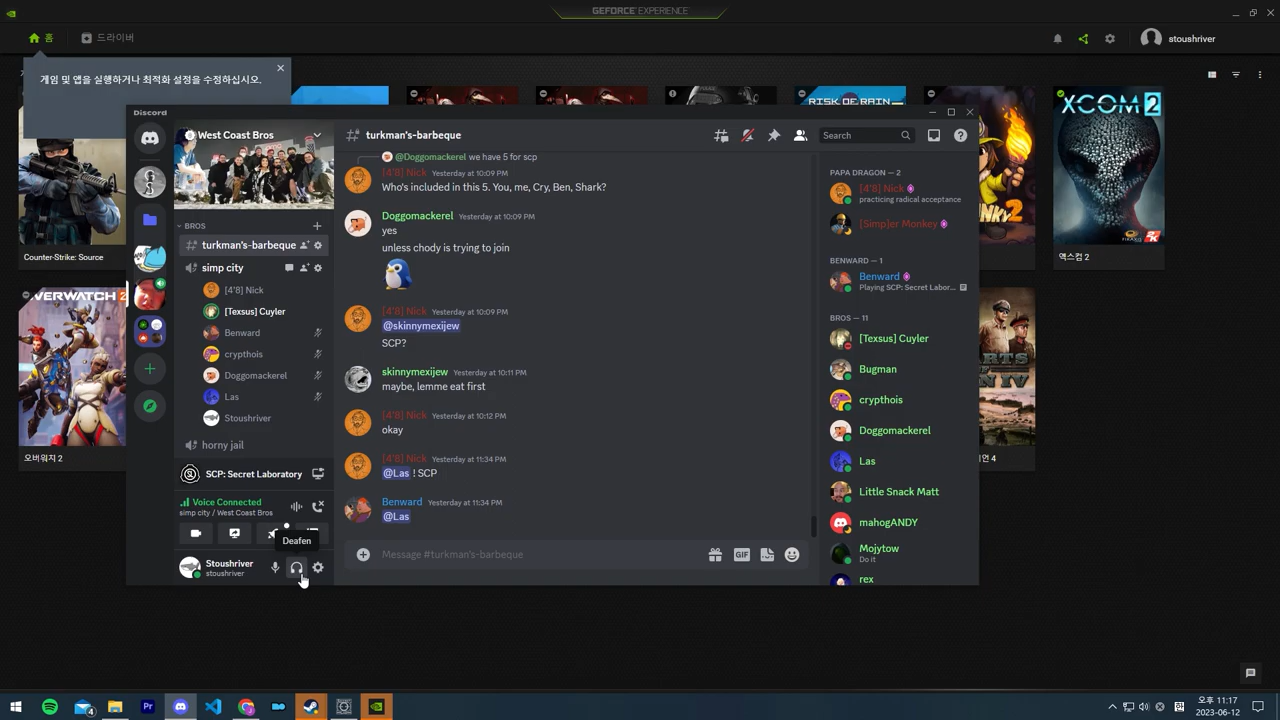 GEFORCE EXPERIENCE
홈
드라이버
stoushriver
게임 및 앱을 실행하거나 최적화 설정을 수정하십시오.
RISK OF RAIN
XCOM 2
Counter-Strike: Source
엑스컴 2
OVERWATCH 2
오버워치 2
언 4
Discord
West Coast Bros
turkman's-barbeque
Search
BROS
turkman's-barbeque
simp city
[4'8] Nick
[Texsus] Cuyler
Benward
crypthois
Doggomackerel
Las
Stoushriver
horny jail
SCP: Secret Laboratory
Voice Connected
simp city / West Coast Bros
Deafen
Stoushriver
stoushriver
@Doggomackerel we have 5 for scp
[4'8] Nick Yesterday at 10:09 PM
Who's included in this 5. You, me, Cry, Ben, Shark?
Doggomackerel Yesterday at 10:09 PM
yes
unless chody is trying to join
[4'8] Nick Yesterday at 10:09 PM
@skinnymexijew
SCP?
skinnymexijew Yesterday at 10:11 PM
maybe, lemme eat first
[4'8] Nick Yesterday at 10:12 PM
okay
[4'8] Nick Yesterday at 11:34 PM
@Las ! SCP
Benward Yesterday at 11:34 PM
@Las
Message #turkman's-barbeque
GIF
PAPA DRAGON — 2
[4'8] Nick
practicing radical acceptance
[Simp]er Monkey
BENWARD — 1
Benward
Playing SCP: Secret Labor...
BROS — 11
[Texsus] Cuyler
Bugman
crypthois
Doggomackerel
Las
Little Snack Matt
mahogANDY
Mojytow
Do it
rex
4
Pr
오후 11:17
2023-06-12